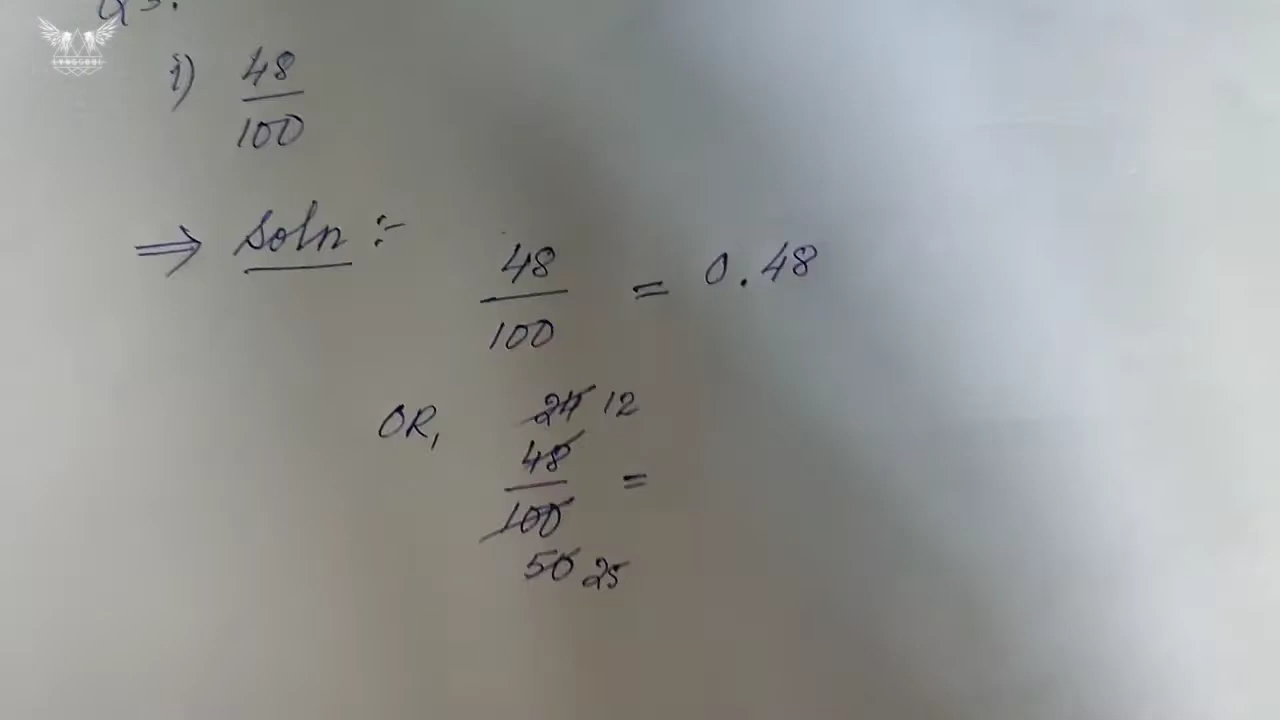 i) 48/100
⇒ Soln :-
48/100 = 0.48
OR, 24 12
48/100 =
50 25